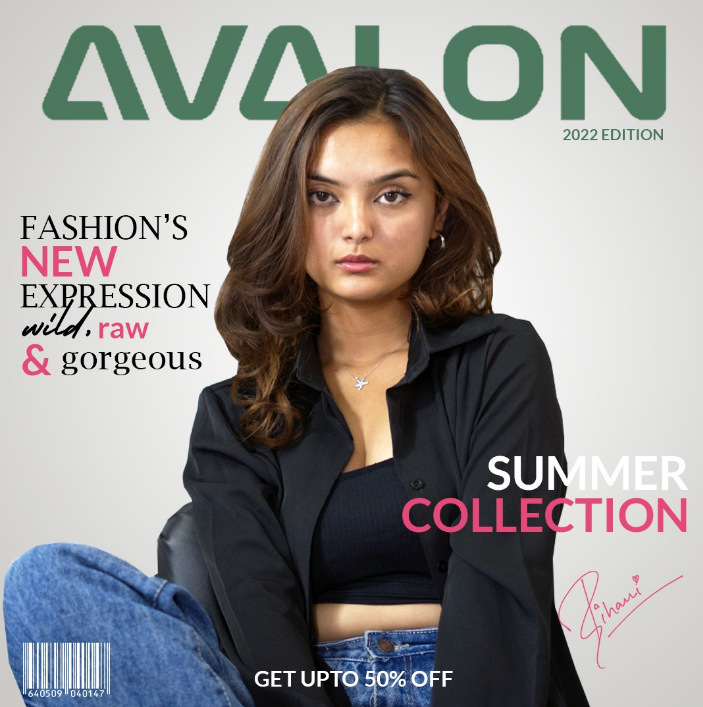 AVALON
2022 EDITION
FASHION'S
NEW
EXPRESSION
wild, raw
& gorgeous
SUMMER
COLLECTION
GET UPTO 50% OFF
640509 040147